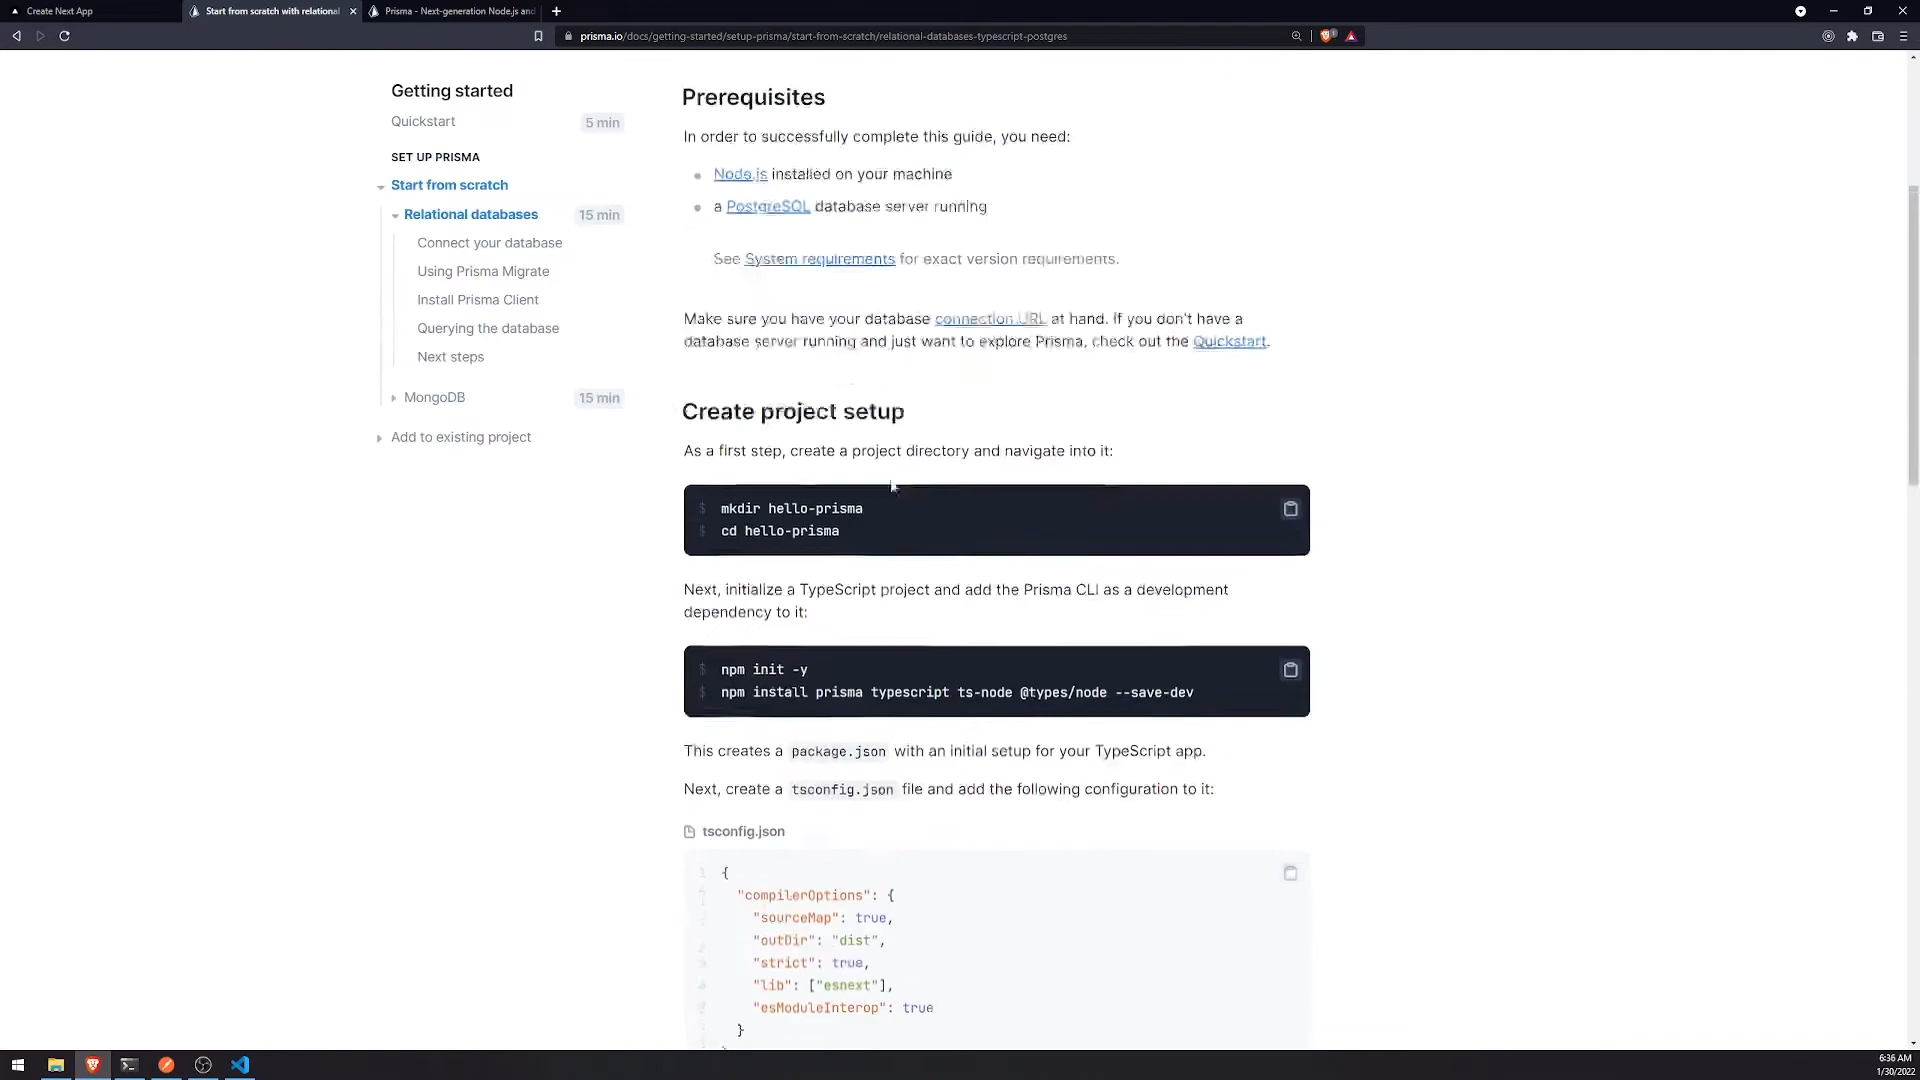 Create Next App
Start from scratch with relational
Prisma - Next-generation Node.js and
prisma.io/docs/getting-started/setup-prisma/start-from-scratch/relational-databases-typescript-postgres
Getting started
Quickstart
5 min
SET UP PRISMA
Start from scratch
Relational databases
15 min
Connect your database
Using Prisma Migrate
Install Prisma Client
Querying the database
Next steps
MongoDB
15 min
Add to existing project
Prerequisites
In order to successfully complete this guide, you need:
Node.js installed on your machine
a PostgreSQL database server running
See System requirements for exact version requirements.
Make sure you have your database connection URL at hand. If you don't have a
database server running and just want to explore Prisma, check out the Quickstart.
Create project setup
As a first step, create a project directory and navigate into it:
$ mkdir hello-prisma
$ cd hello-prisma
Next, initialize a TypeScript project and add the Prisma CLI as a development
dependency to it:
$ npm init -y
$ npm install prisma typescript ts-node @types/node --save-dev
This creates a package.json with an initial setup for your TypeScript app.
Next, create a tsconfig.json file and add the following configuration to it:
tsconfig.json
{
"compilerOptions": {
"sourceMap": true,
"outDir": "dist",
"strict": true,
"lib": ["esnext"],
"esModuleInterop": true
}
6:36 AM
1/30/2022